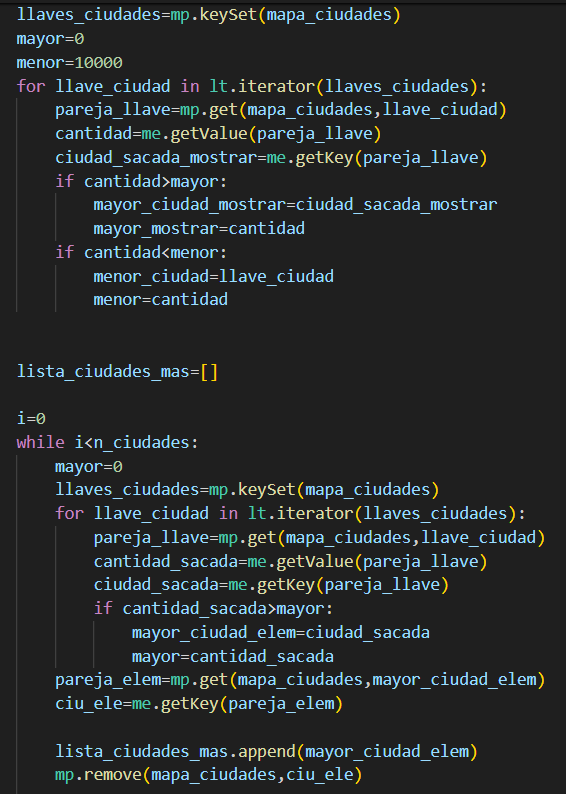 llaves_ciudades=mp.keySet(mapa_ciudades)
mayor=0
menor=10000
for llave_ciudad in lt.iterator(llaves_ciudades):
    pareja_llave=mp.get(mapa_ciudades,llave_ciudad)
    cantidad=me.getValue(pareja_llave)
    ciudad_sacada_mostrar=me.getKey(pareja_llave)
    if cantidad>mayor:
        mayor_ciudad_mostrar=ciudad_sacada_mostrar
        mayor_mostrar=cantidad
    if cantidad<menor:
        menor_ciudad=llave_ciudad
        menor=cantidad
lista_ciudades_mas=[]
i=0
while i<n_ciudades:
    mayor=0
    llaves_ciudades=mp.keySet(mapa_ciudades)
    for llave_ciudad in lt.iterator(llaves_ciudades):
        pareja_llave=mp.get(mapa_ciudades,llave_ciudad)
        cantidad_sacada=me.getValue(pareja_llave)
        ciudad_sacada=me.getKey(pareja_llave)
        if cantidad_sacada>mayor:
            mayor_ciudad_elem=ciudad_sacada
            mayor=cantidad_sacada
    pareja_elem=mp.get(mapa_ciudades,mayor_ciudad_elem)
    ciu_ele=me.getKey(pareja_elem)
    lista_ciudades_mas.append(mayor_ciudad_elem)
    mp.remove(mapa_ciudades,ciu_ele)